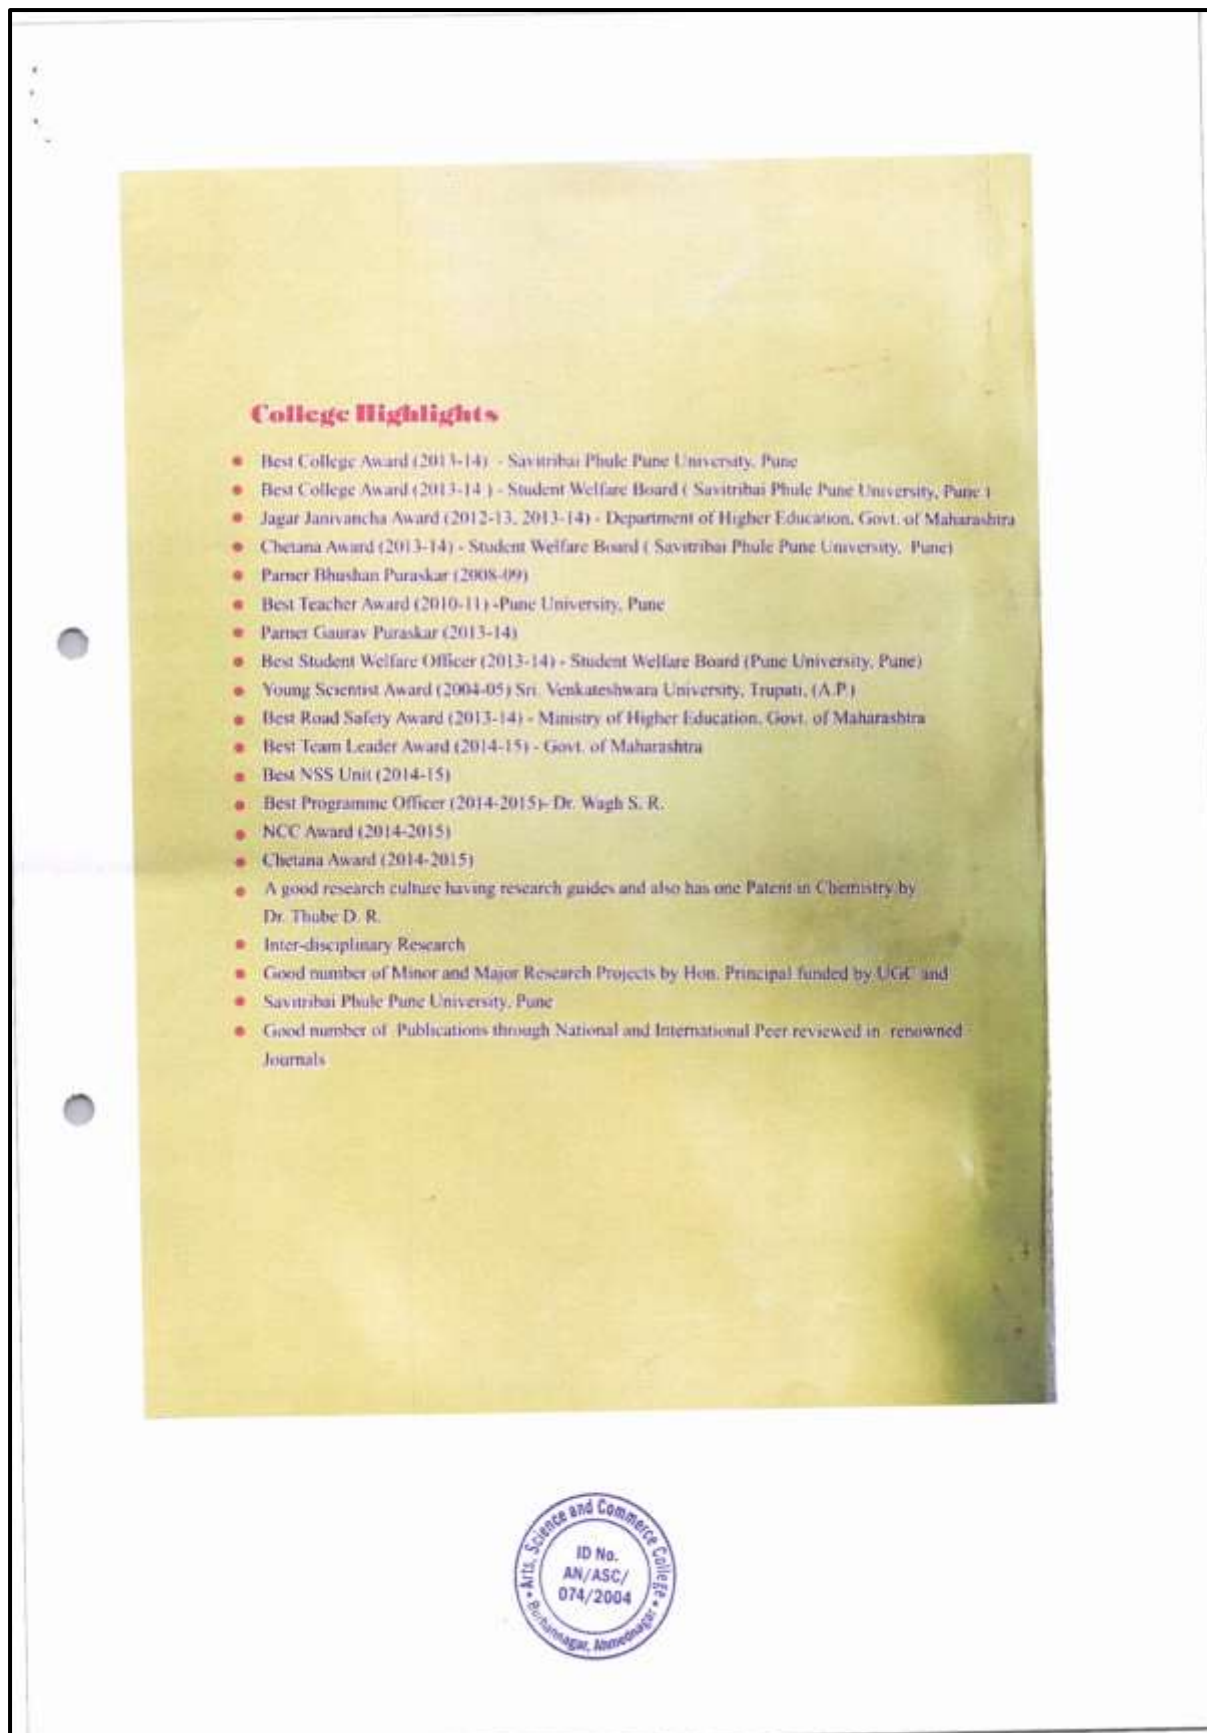 College Highlights
Best College Award (2013-14) - Savitribai Phule Pune University, Pune
Best College Award (2013-14 ) - Student Welfare Board ( Savitribai Phule Pune University, Pune )
Jagar Janivancha Award (2012-13, 2013-14) - Department of Higher Education, Govt. of Maharashtra
Chetana Award (2013-14) - Student Welfare Board ( Savitribai Phule Pune University, Pune)
Parner Bhushan Puraskar (2008-09)
Best Teacher Award (2010-11) -Pune University, Pune
Parner Gaurav Puraskar (2013-14)
Best Student Welfare Officer (2013-14) - Student Welfare Board (Pune University, Pune)
Young Scientist Award (2004-05) Sri. Venkateshwara University, Trupati, (A.P.)
Best Road Safety Award (2013-14) - Ministry of Higher Education, Govt. of Maharashtra
Best Team Leader Award (2014-15) - Govt. of Maharashtra
Best NSS Unit (2014-15)
Best Programme Officer (2014-2015)- Dr. Wagh S. R.
NCC Award (2014-2015)
Chetana Award (2014-2015)
A good research culture having research guides and also has one Patent in Chemistry by
Dr. Thube D. R.
Inter-disciplinary Research
Good number of Minor and Major Research Projects by Hon. Principal funded by UGC and
Savitribai Phule Pune University, Pune
Good number of Publications through National and International Peer reviewed in renowned
Journals
Arts, Science and Commerce College
ID No.
AN/ASC/
074/2004
Burhannagar, Ahmednagar